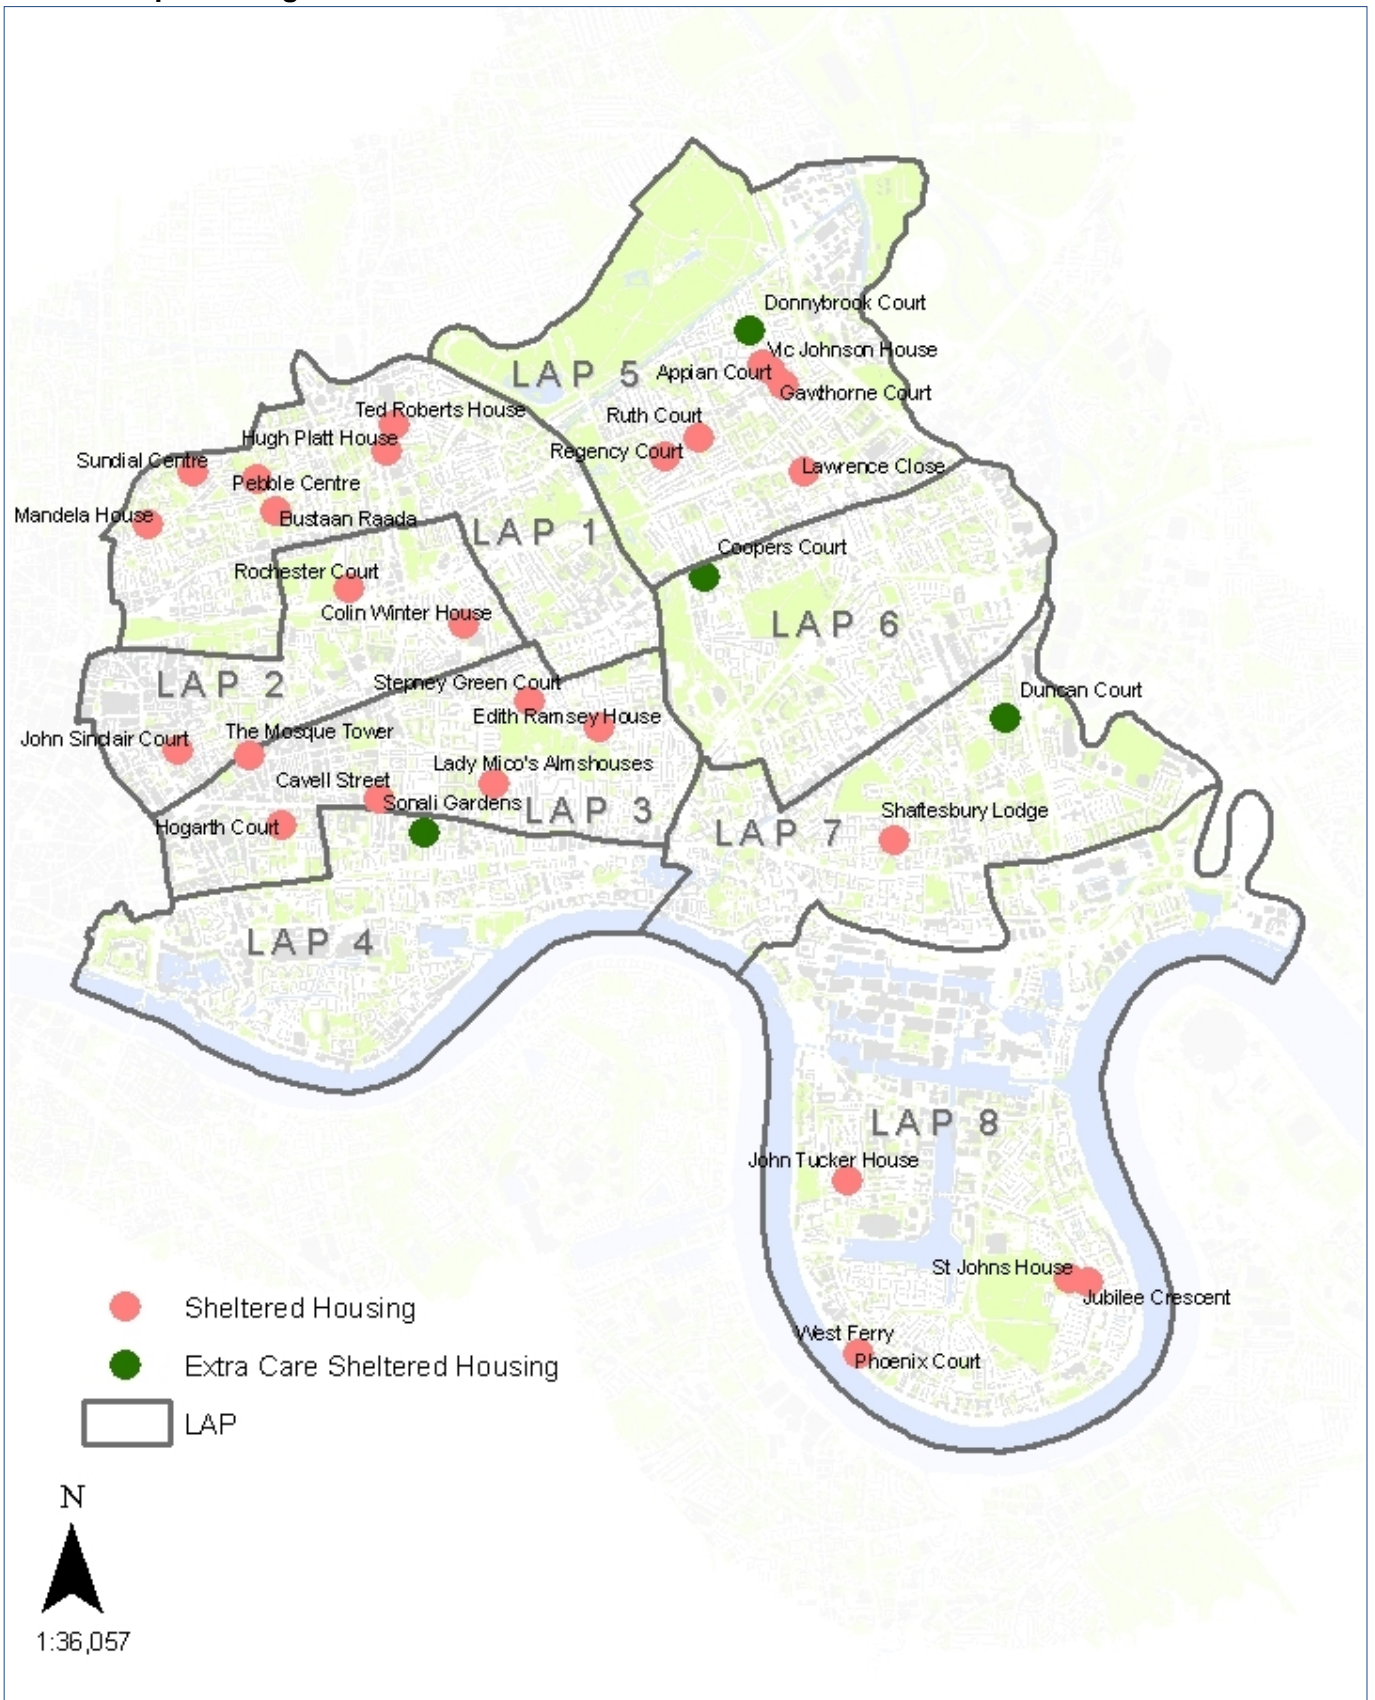 Donnybrook Court
Mc Johnson House
LAP 5
Appian Court
Gawthorne Court
Ted Roberts House
Ruth Court
Hugh Platt House
Regency Court
Sundial Centre
Lawrence Close
Pebble Centre
Mandela House
Bustaan Raada
LAP 1
Coopers Court
Rochester Court
Colin Winter House
LAP 6
Stepney Green Court
LAP 2
Duncan Court
Edith Ramsey House
The Mosque Tower
John Sinclair Court
Lady Mico's Almshouses
Cavell Street
Sonali Gardens
LAP 3
Shaftesbury Lodge
Hogarth Court
LAP 7
LAP 4
LAP 8
John Tucker House
St Johns House
Jubilee Crescent
West Ferry
Phoenix Court
Sheltered Housing
Extra Care Sheltered Housing
LAP
N
1:36,057